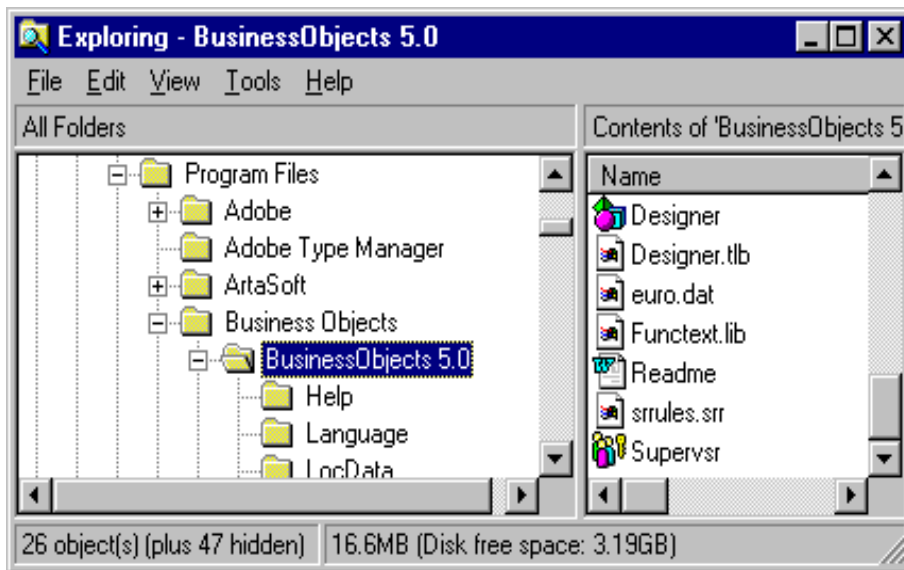 Exploring - BusinessObjects 5.0
File Edit View Tools Help
All Folders
Contents of 'BusinessObjects 5
Program Files
Adobe
Adobe Type Manager
ArtaSoft
Business Objects
BusinessObjects 5.0
Help
Language
LocData
Name
Designer
Designer.tlb
euro.dat
Functext.lib
Readme
srrules.srr
Supervsr
26 object(s) (plus 47 hidden)
16.6MB (Disk free space: 3.19GB)